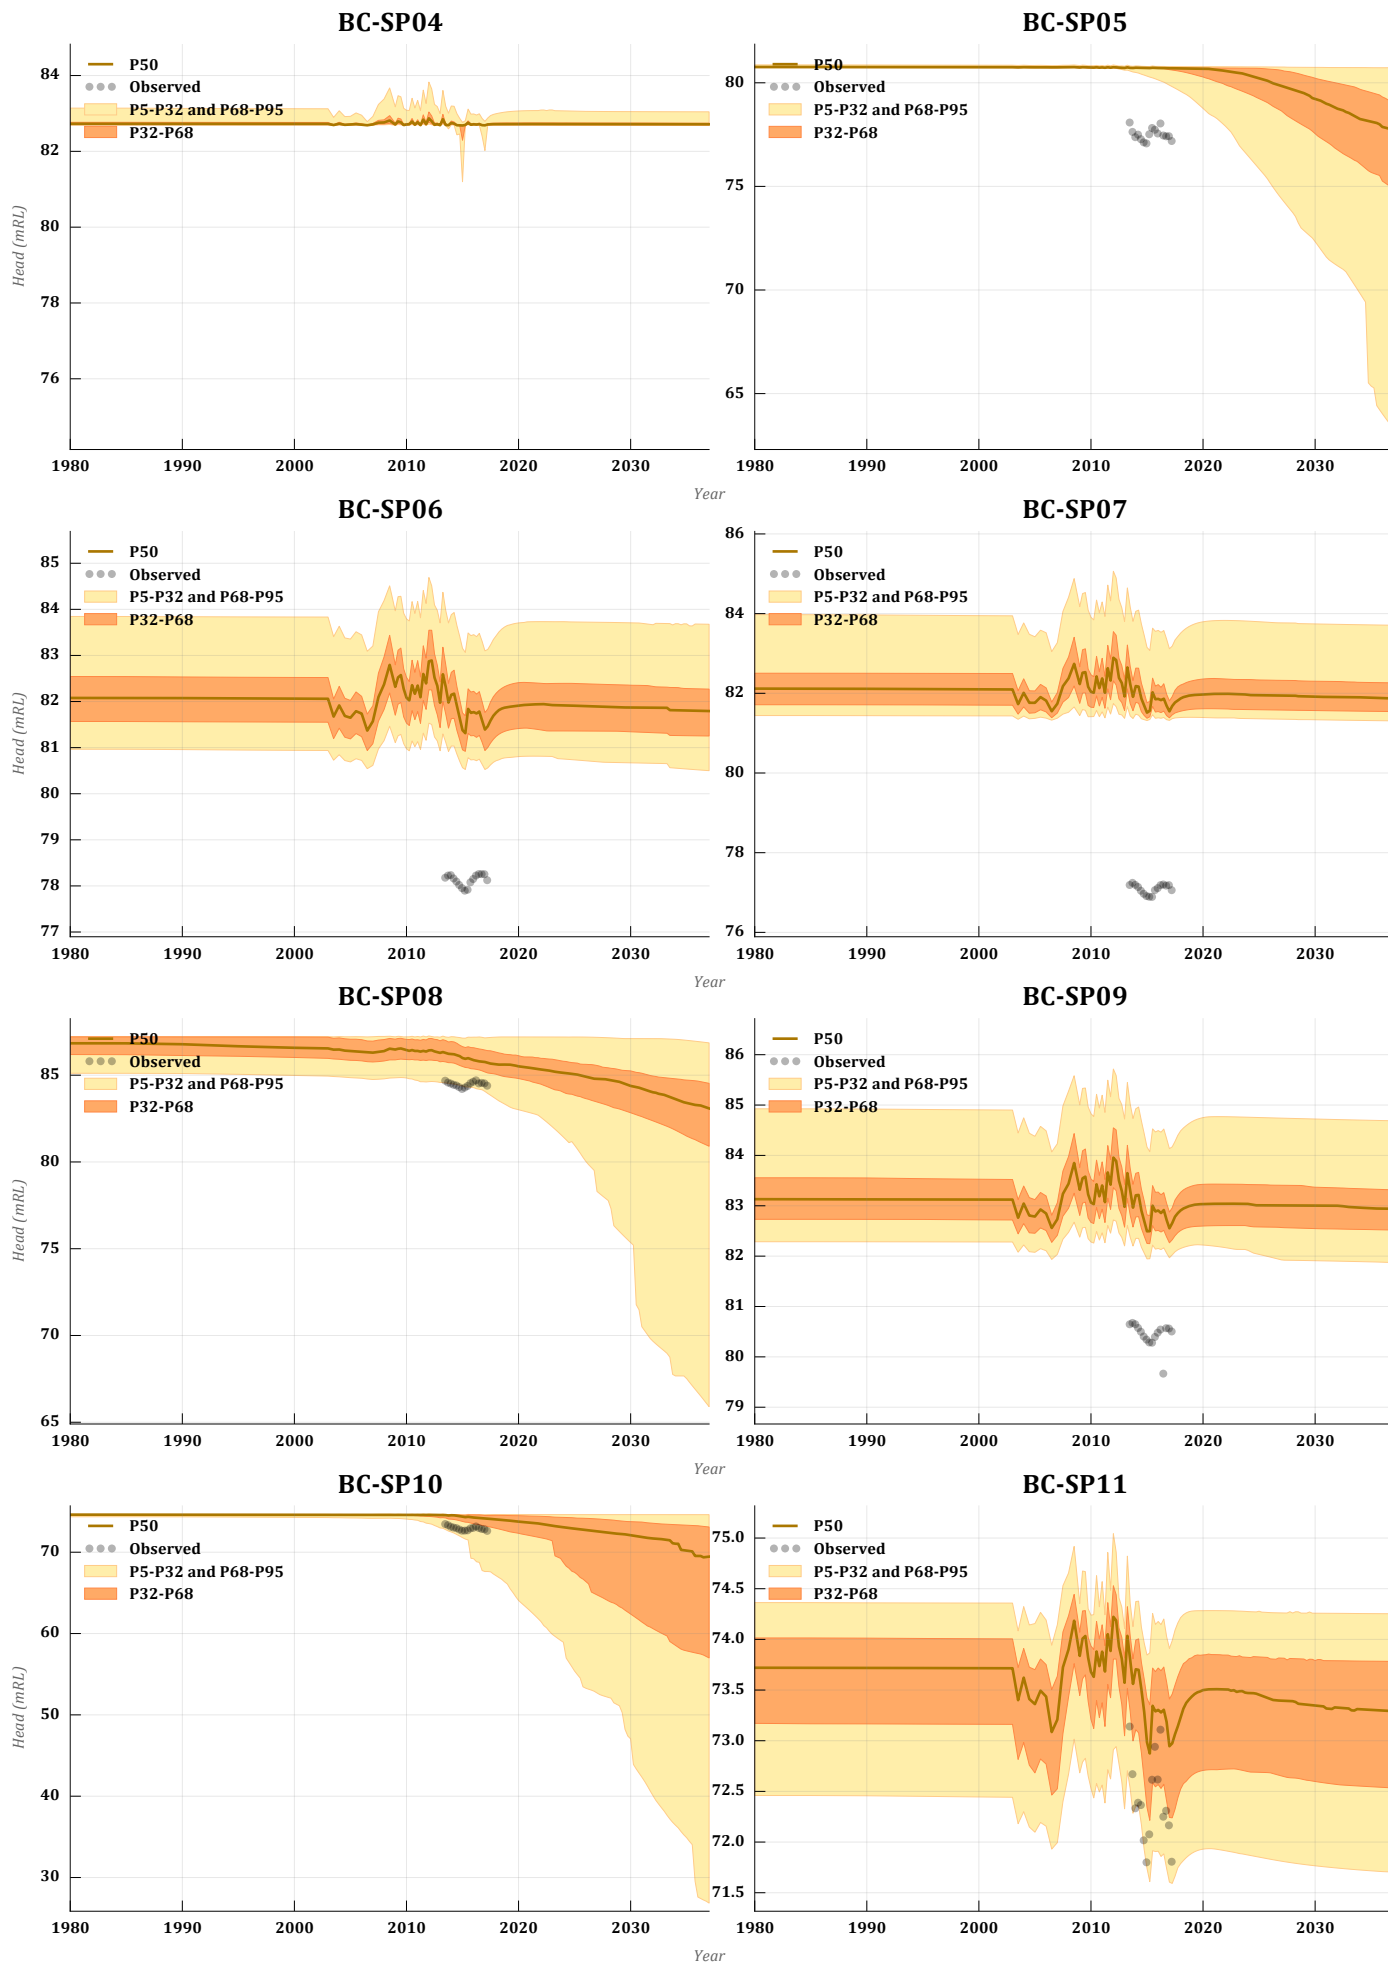 BC-SP04
P50
Observed
P5-P32 and P68-P95
P32-P68
84
82
80
78
76
Head (mRL)
1980 1990 2000 2010 2020 2030
Year
BC-SP05
P50
Observed
P5-P32 and P68-P95
P32-P68
80
75
70
65
1980 1990 2000 2010 2020 2030
BC-SP06
P50
Observed
P5-P32 and P68-P95
P32-P68
85
84
83
82
81
80
79
78
77
Head (mRL)
1980 1990 2000 2010 2020 2030
Year
BC-SP07
P50
Observed
P5-P32 and P68-P95
P32-P68
86
84
82
80
78
76
1980 1990 2000 2010 2020 2030
BC-SP08
P50
Observed
P5-P32 and P68-P95
P32-P68
85
80
75
70
65
Head (mRL)
1980 1990 2000 2010 2020 2030
Year
BC-SP09
P50
Observed
P5-P32 and P68-P95
P32-P68
86
85
84
83
82
81
80
79
1980 1990 2000 2010 2020 2030
BC-SP10
P50
Observed
P5-P32 and P68-P95
P32-P68
70
60
50
40
30
Head (mRL)
1980 1990 2000 2010 2020 2030
Year
BC-SP11
P50
Observed
P5-P32 and P68-P95
P32-P68
75.0
74.5
74.0
73.5
73.0
72.5
72.0
71.5
1980 1990 2000 2010 2020 2030